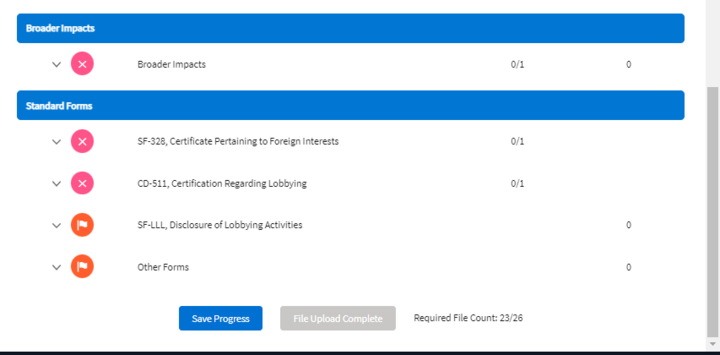 Broader Impacts
Broader Impacts 0/1 0
Standard Forms
SF-328, Certificate Pertaining to Foreign Interests 0/1
CD-511, Certification Regarding Lobbying 0/1
SF-LLL, Disclosure of Lobbying Activities 0
Other Forms 0
Save Progress File Upload Complete Required File Count: 23/26